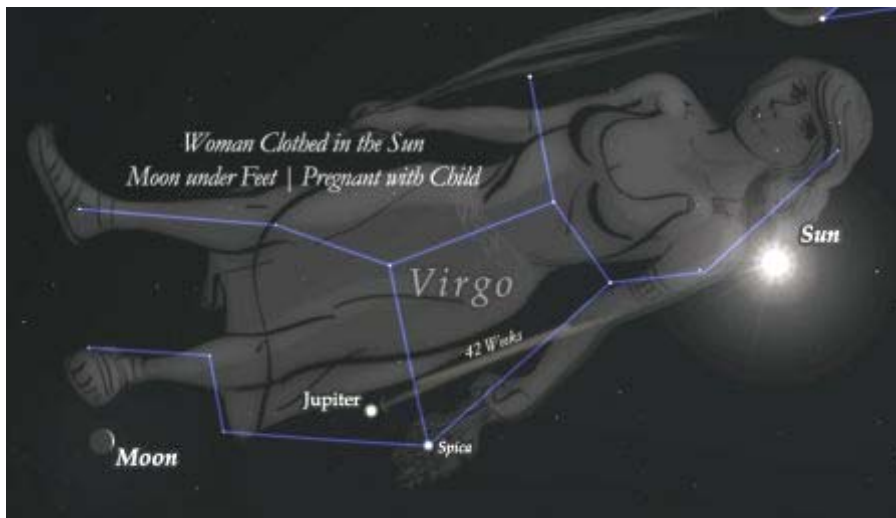 Woman Clothed in the Sun
Moon under Feet | Pregnant with Child
Sun
Virgo
42 Weeks
Jupiter
Spica
Moon